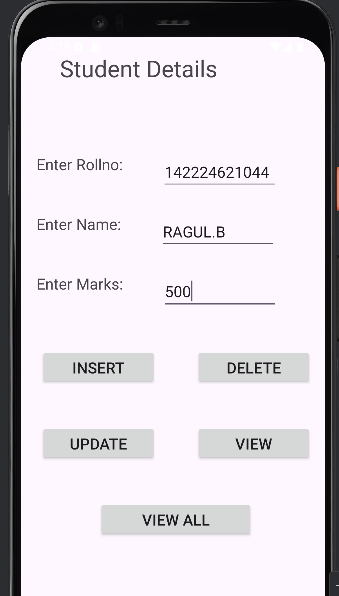 Student Details
Enter Rollno: 142224621044
Enter Name: RAGUL.B
Enter Marks: 500
INSERT DELETE
UPDATE VIEW
VIEW ALL